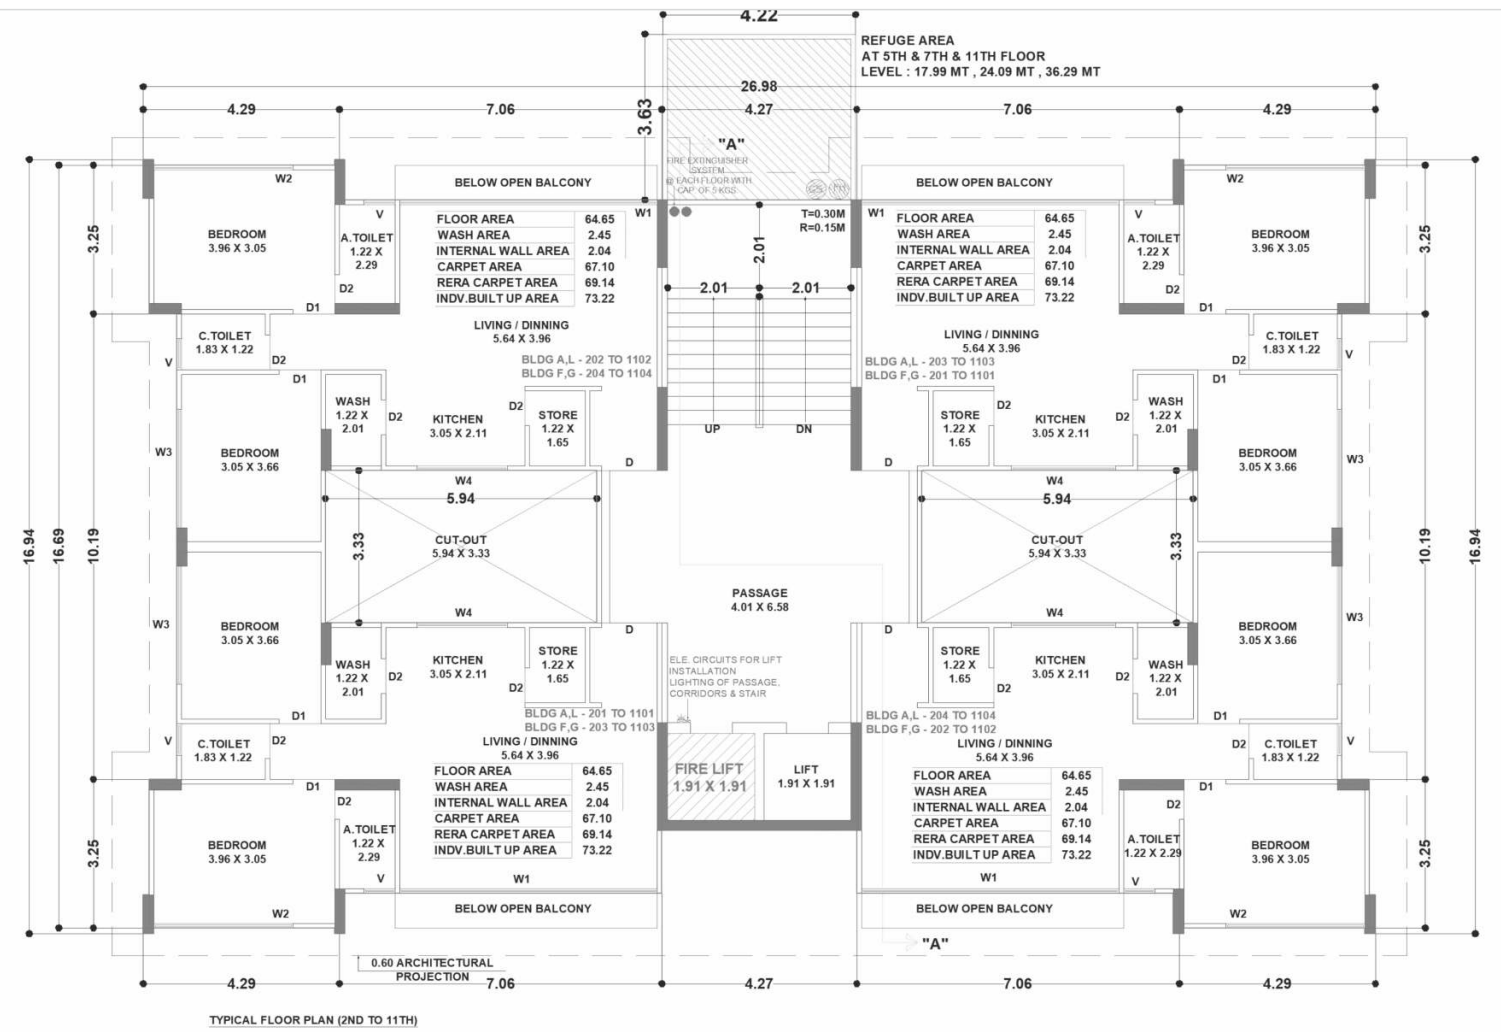 4.22
REFUGE AREA
AT 5TH & 7TH & 11TH FLOOR
LEVEL : 17.99 MT , 24.09 MT , 36.29 MT
26.98
4.29
7.06
3.63
4.27
7.06
4.29
"A"
FIRE EXTINGUISHER
SYSTEM
@ EACH FLOOR WITH
CAP. OF 5 KGS
W2
BELOW OPEN BALCONY
BELOW OPEN BALCONY
W2
V
W1
T=0.30M
R=0.15M
W1
V
3.25
BEDROOM
3.96 X 3.05
A.TOILET
1.22 X
2.29
D2
FLOOR AREA 64.65
WASH AREA 2.45
INTERNAL WALL AREA 2.04
CARPET AREA 67.10
RERA CARPET AREA 69.14
INDV.BUILT UP AREA 73.22
2.01
2.01
2.01
FLOOR AREA 64.65
WASH AREA 2.45
INTERNAL WALL AREA 2.04
CARPET AREA 67.10
RERA CARPET AREA 69.14
INDV.BUILT UP AREA 73.22
A.TOILET
1.22 X
2.29
D2
BEDROOM
3.96 X 3.05
3.25
D1
D1
C.TOILET
1.83 X 1.22
V
D2
LIVING / DINNING
5.64 X 3.96
BLDG A,L - 202 TO 1102
BLDG F,G - 204 TO 1104
LIVING / DINNING
5.64 X 3.96
BLDG A,L - 203 TO 1103
BLDG F,G - 201 TO 1101
D2
C.TOILET
1.83 X 1.22
V
D1
D1
WASH
1.22 X
2.01
D2
KITCHEN
3.05 X 2.11
D2
STORE
1.22 X
1.65
UP
DN
STORE
1.22 X
1.65
D2
KITCHEN
3.05 X 2.11
D2
WASH
1.22 X
2.01
W3
BEDROOM
3.05 X 3.66
D
D
BEDROOM
3.05 X 3.66
W3
W4
5.94
W4
5.94
16.94
16.69
10.19
3.33
CUT-OUT
5.94 X 3.33
CUT-OUT
5.94 X 3.33
3.33
10.19
16.94
PASSAGE
4.01 X 6.58
W4
W4
W3
BEDROOM
3.05 X 3.66
D
D
BEDROOM
3.05 X 3.66
W3
WASH
1.22 X
2.01
D2
KITCHEN
3.05 X 2.11
D2
STORE
1.22 X
1.65
ELE. CIRCUITS FOR LIFT
INSTALLATION
LIGHTING OF PASSAGE,
CORRIDORS & STAIR
STORE
1.22 X
1.65
D2
KITCHEN
3.05 X 2.11
D2
WASH
1.22 X
2.01
D1
D1
BLDG A,L - 201 TO 1101
BLDG F,G - 203 TO 1103
BLDG A,L - 204 TO 1104
BLDG F,G - 202 TO 1102
V
C.TOILET
1.83 X 1.22
D2
LIVING / DINNING
5.64 X 3.96
LIVING / DINNING
5.64 X 3.96
D2
C.TOILET
1.83 X 1.22
V
FIRE LIFT
1.91 X 1.91
LIFT
1.91 X 1.91
D1
D1
FLOOR AREA 64.65
WASH AREA 2.45
INTERNAL WALL AREA 2.04
CARPET AREA 67.10
RERA CARPET AREA 69.14
INDV.BUILT UP AREA 73.22
FLOOR AREA 64.65
WASH AREA 2.45
INTERNAL WALL AREA 2.04
CARPET AREA 67.10
RERA CARPET AREA 69.14
INDV.BUILT UP AREA 73.22
3.25
BEDROOM
3.96 X 3.05
D2
A.TOILET
1.22 X
2.29
V
W1
W1
D2
A.TOILET
1.22 X 2.29
V
BEDROOM
3.96 X 3.05
3.25
W2
BELOW OPEN BALCONY
BELOW OPEN BALCONY
W2
"A"
0.60 ARCHITECTURAL
PROJECTION
4.29
7.06
4.27
7.06
4.29
TYPICAL FLOOR PLAN (2ND TO 11TH)